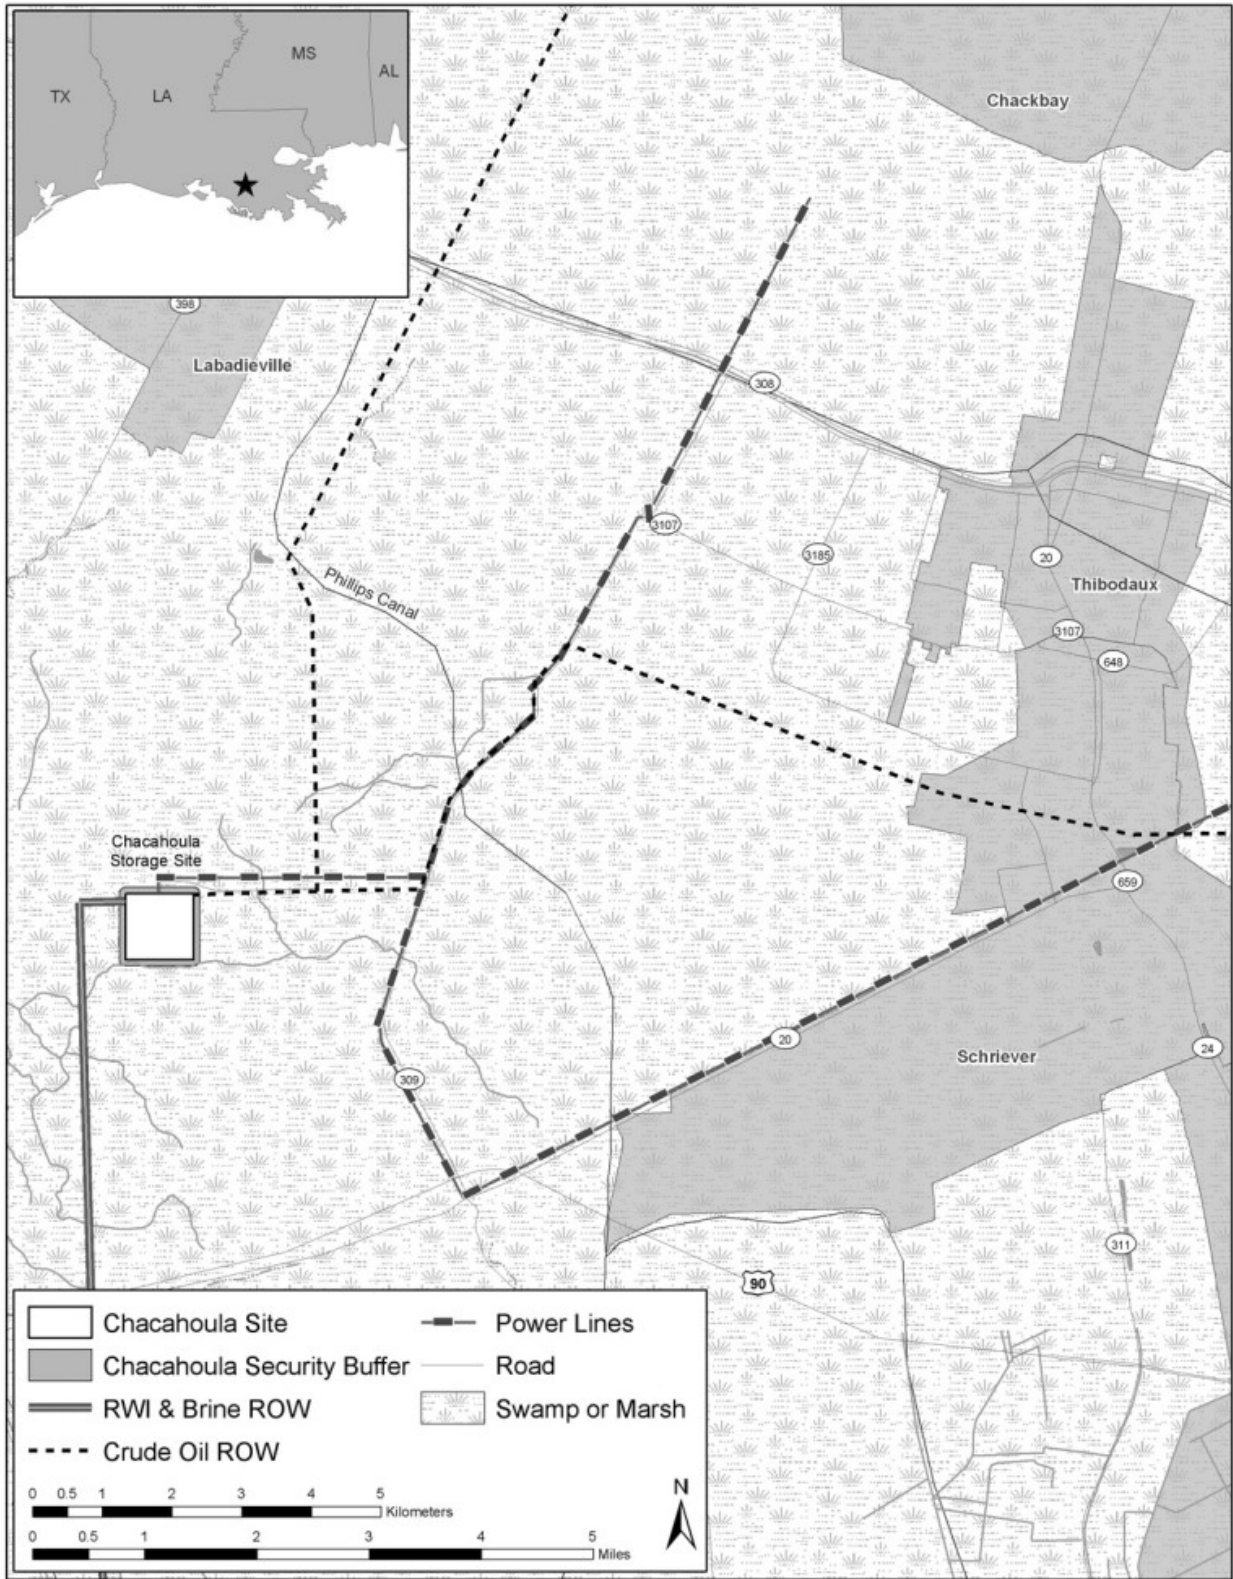 MS
AL
TX
LA
Chackbay
398
Labadieville
308
3107
3185
20
Phillips Canal
Thibodaux
3107
648
Chacahoula
Storage Site
659
20
Schriever
24
309
311
90
Chacahoula Site
Power Lines
Chacahoula Security Buffer
Road
RWI & Brine ROW
Swamp or Marsh
Crude Oil ROW
N
0 0.5 1 2 3 4 5
Kilometers
0 0.5 1 2 3 4 5
Miles